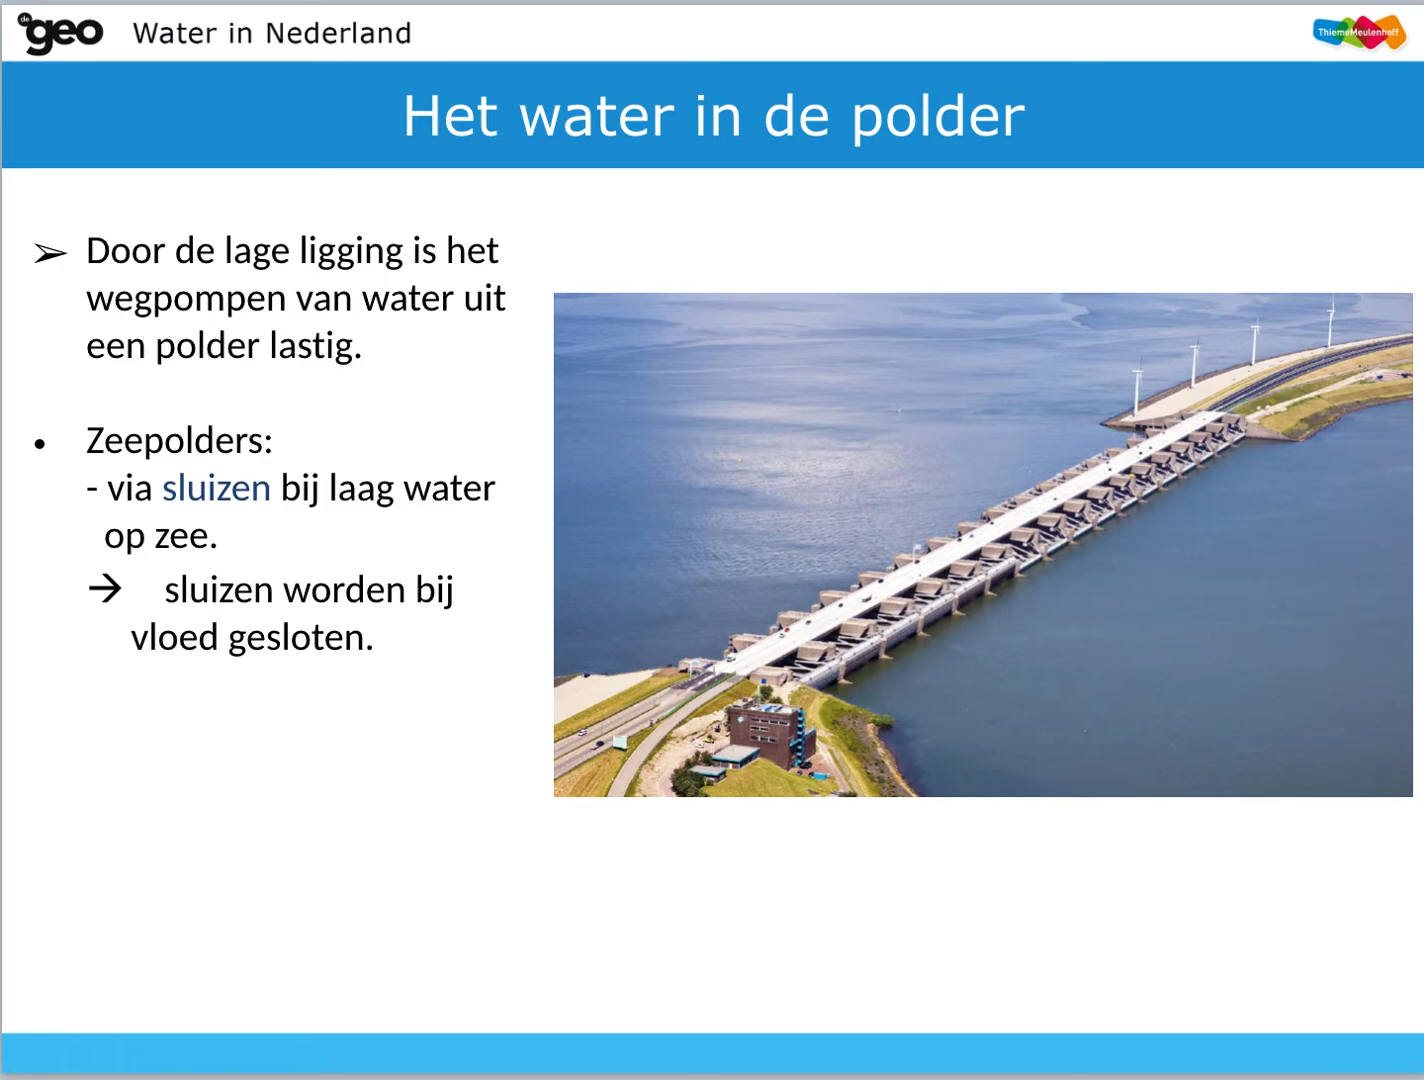 de geo
Water in Nederland
ThiemeMeulenhoff
Het water in de polder
➢ Door de lage ligging is het
wegpompen van water uit
een polder lastig.
• Zeepolders:
- via sluizen bij laag water
op zee.
→ sluizen worden bij
vloed gesloten.